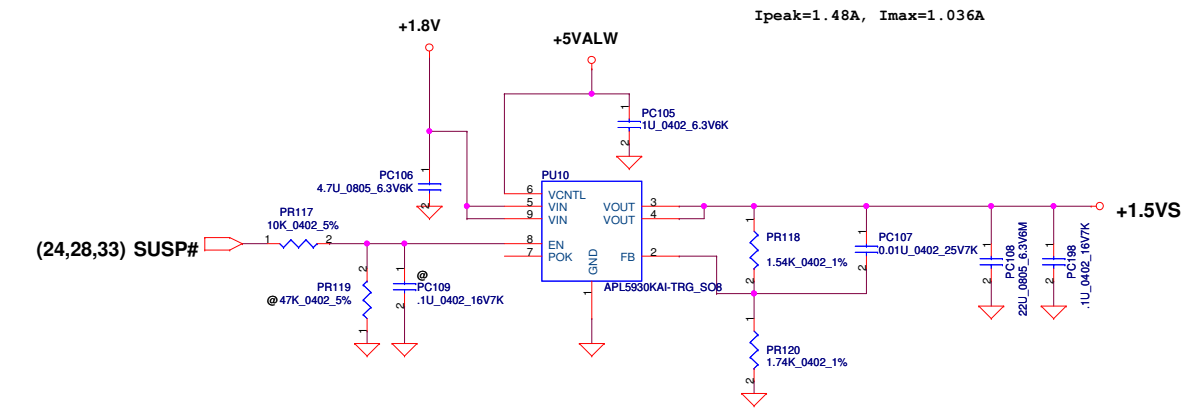 Ipeak=1.48A, Imax=1.036A
+1.8V
+5VALW
1
PC105
.1U_0402_6.3V6K
2
1
PC106
4.7U_0805_6.3V6K
2
PU10
6 VCNTL
5 VIN
9 VIN
VOUT 3
VOUT 4
+1.5VS
PR117
10K_0402_5%
1 2
(24,28,33) SUSP#
8 EN
7 POK
GND
FB 2
1
APL5930KAI-TRG_SO8
1
PR118
1.54K_0402_1%
2
1
PC107
0.01U_0402_25V7K
2
1
PC108
22U_0805_6.3V6M
2
1
PC198
.1U_0402_16V7K
2
2
PR119
@ 47K_0402_5%
1
1
@
PC109
.1U_0402_16V7K
2
1
PR120
1.74K_0402_1%
2